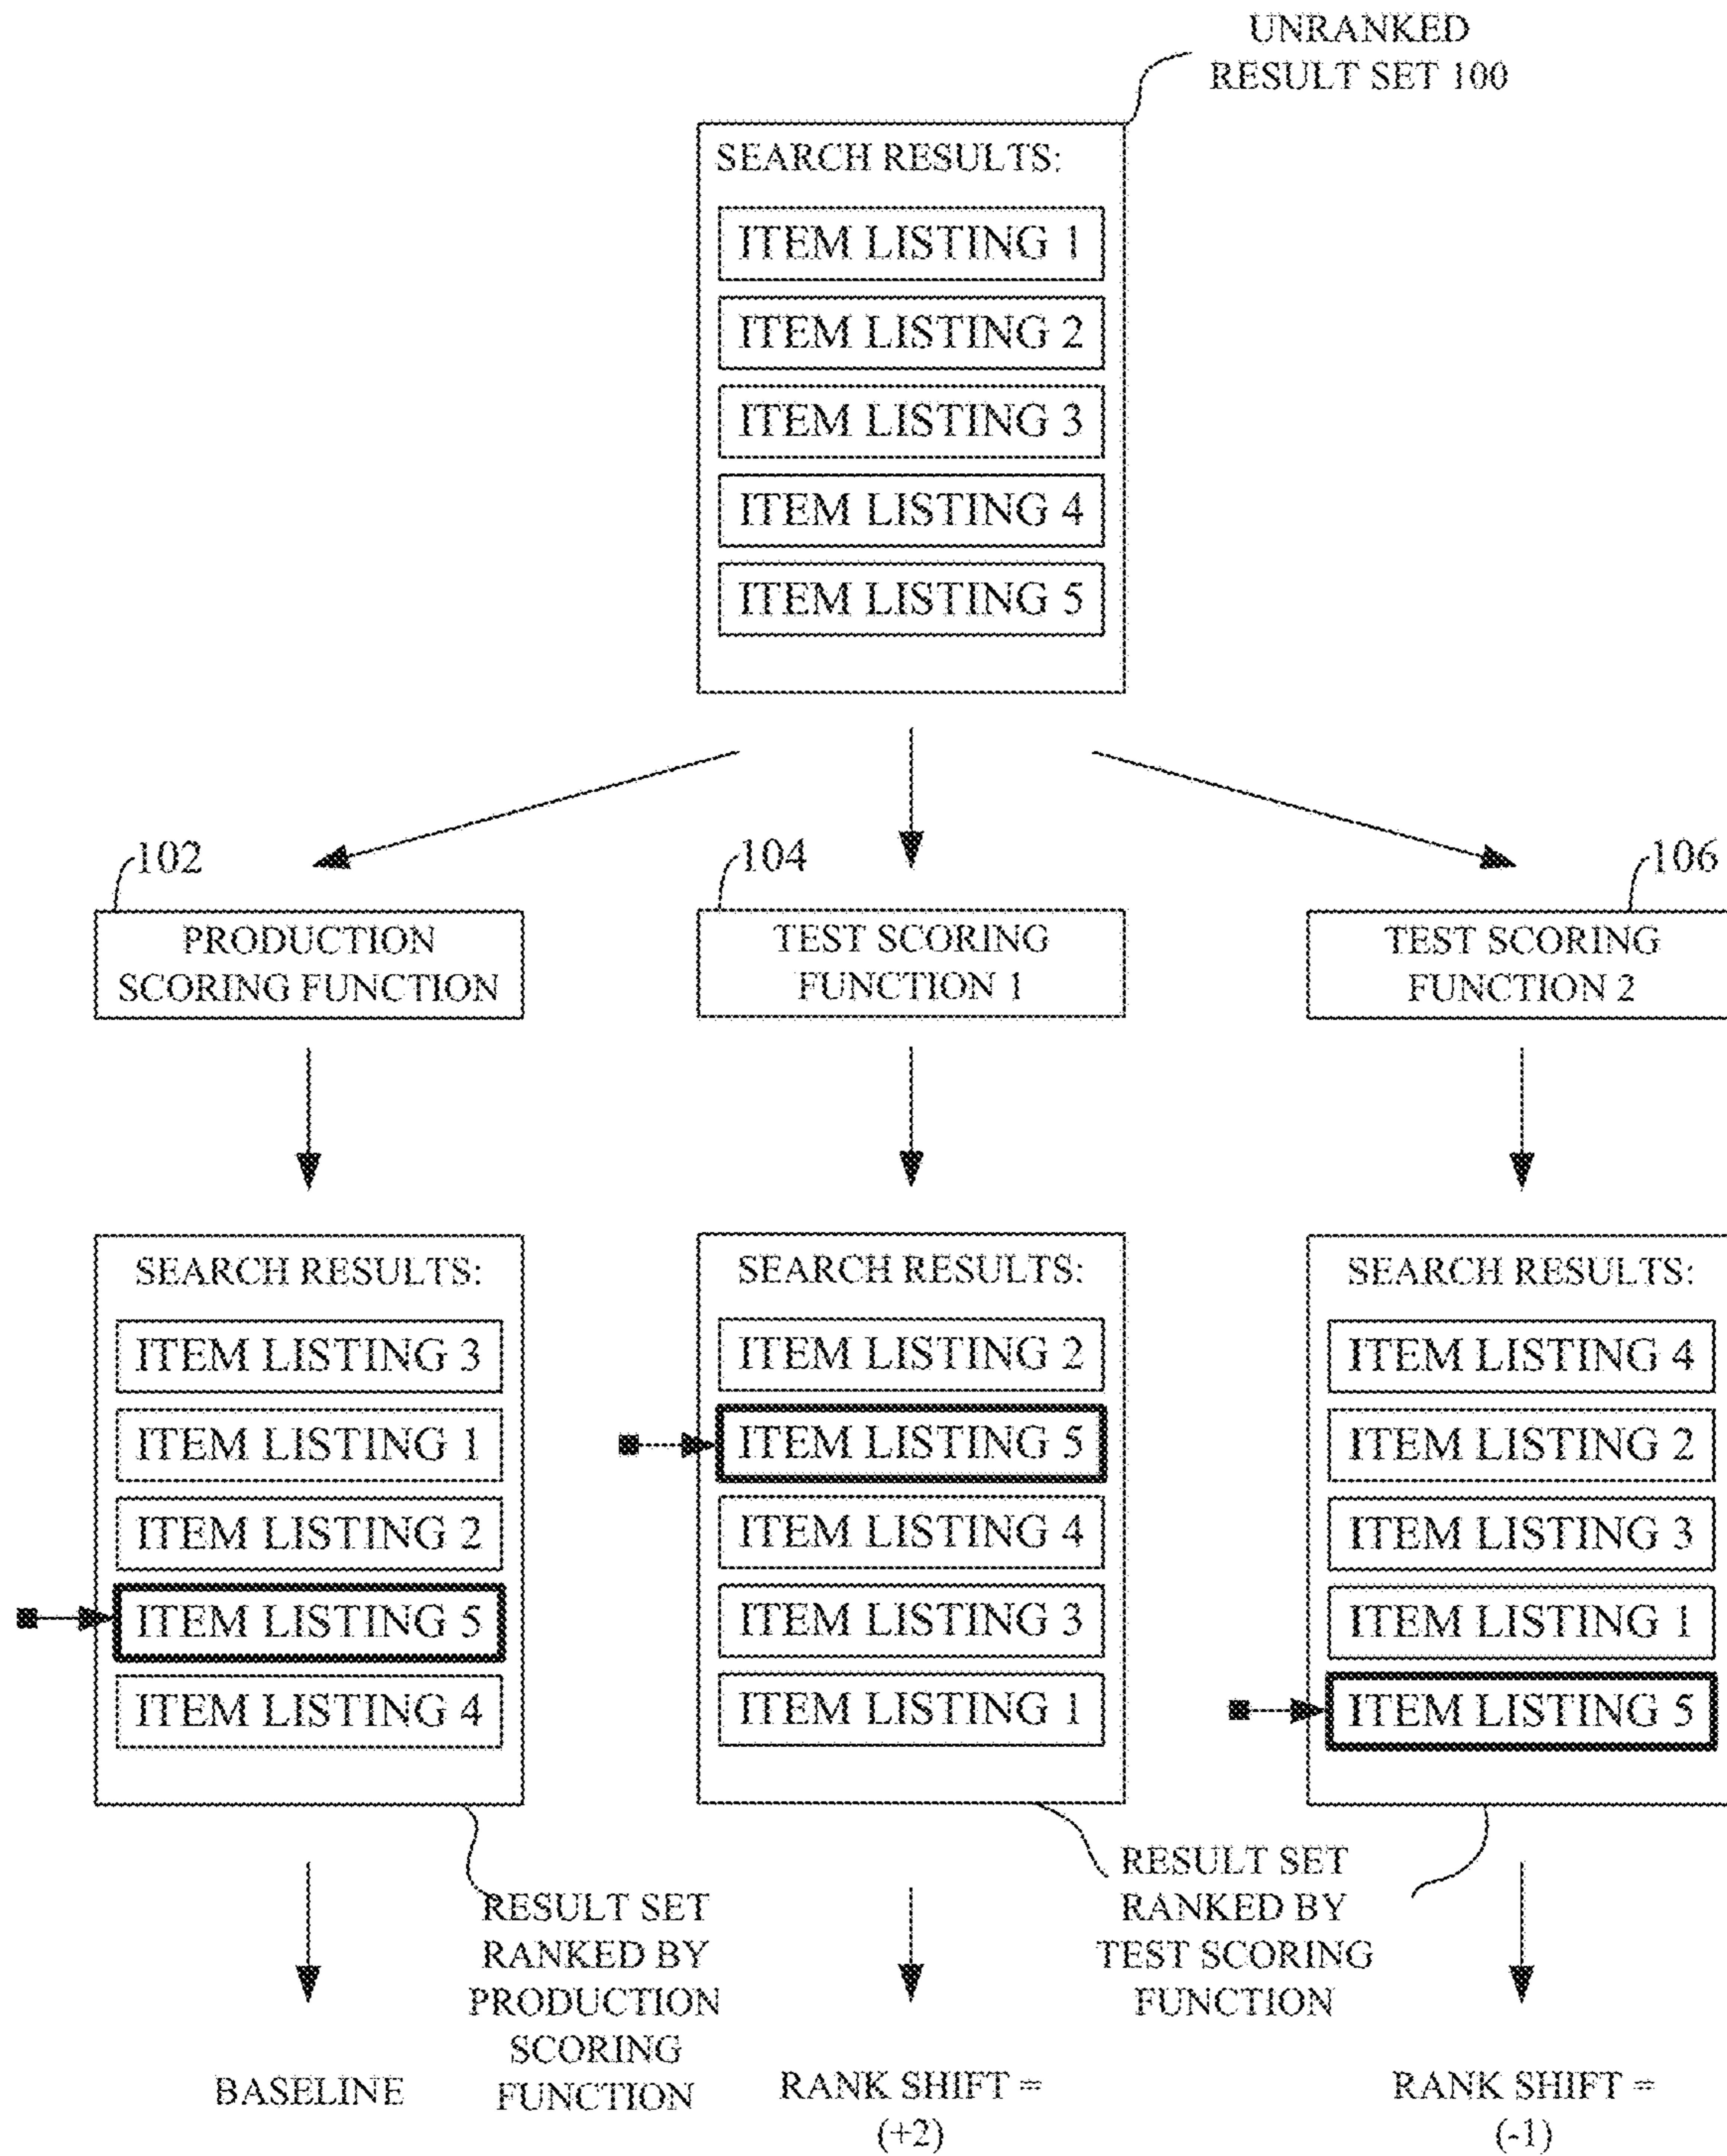 UNRANKED
RESULT SET 100
SEARCH RESULTS:
ITEM LISTING 1
ITEM LISTING 2
ITEM LISTING 3
ITEM LISTING 4
ITEM LISTING 5
102
PRODUCTION
SCORING FUNCTION
104
TEST SCORING
FUNCTION 1
106
TEST SCORING
FUNCTION 2
SEARCH RESULTS:
ITEM LISTING 3
ITEM LISTING 1
ITEM LISTING 2
ITEM LISTING 5
ITEM LISTING 4
SEARCH RESULTS:
ITEM LISTING 2
ITEM LISTING 5
ITEM LISTING 4
ITEM LISTING 3
ITEM LISTING 1
SEARCH RESULTS:
ITEM LISTING 4
ITEM LISTING 2
ITEM LISTING 3
ITEM LISTING 1
ITEM LISTING 5
RESULT SET
RANKED BY
PRODUCTION
SCORING
FUNCTION
RESULT SET
RANKED BY
TEST SCORING
FUNCTION
BASELINE
RANK SHIFT =
(+2)
RANK SHIFT =
(-1)